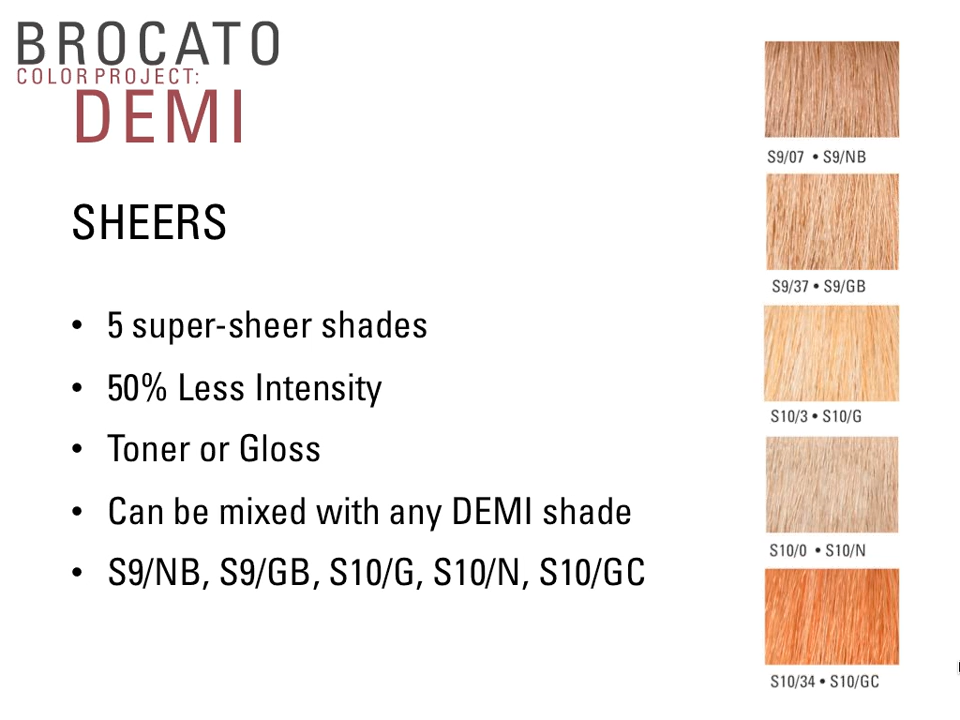 BROCATO
COLOR PROJECT:
DEMI
SHEERS
• 5 super-sheer shades
• 50% Less Intensity
• Toner or Gloss
• Can be mixed with any DEMI shade
• S9/NB, S9/GB, S10/G, S10/N, S10/GC
S9/07 • S9/NB
S9/37 • S9/GB
S10/3 • S10/G
S10/0 • S10/N
S10/34 • S10/GC